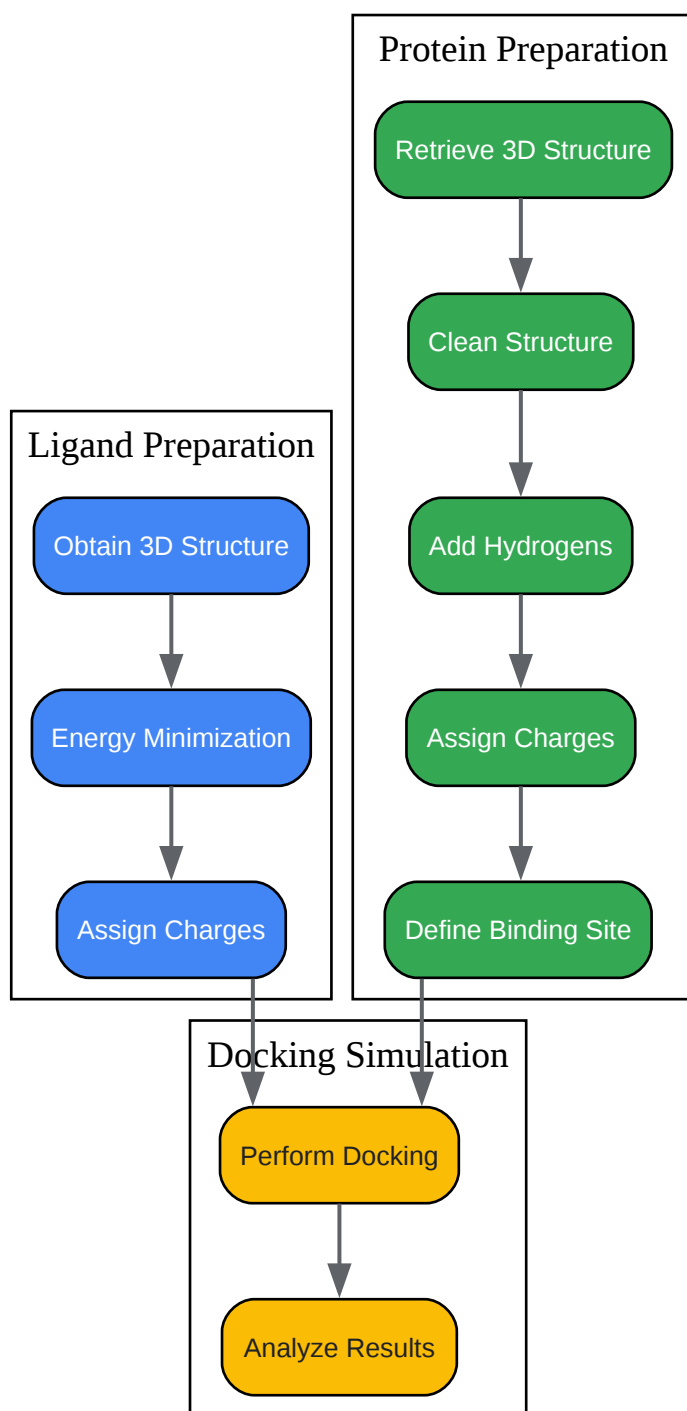 Protein Preparation
Retrieve 3D Structure
Clean Structure
Add Hydrogens
Assign Charges
Define Binding Site
Ligand Preparation
Obtain 3D Structure
Energy Minimization
Assign Charges
Docking Simulation
Perform Docking
Analyze Results